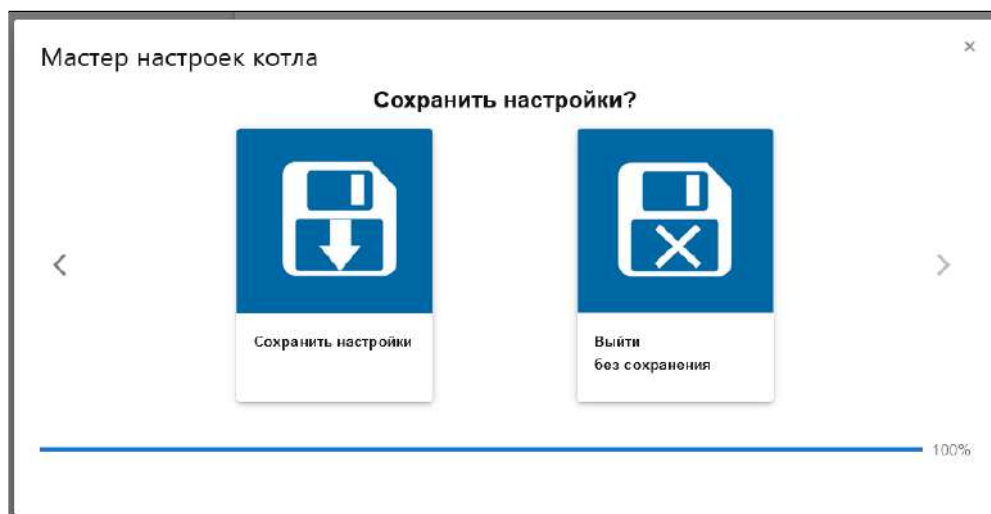 Мастер настроек котла
×
Сохранить настройки?
Сохранить настройки
Выйти
без сохранения
100%